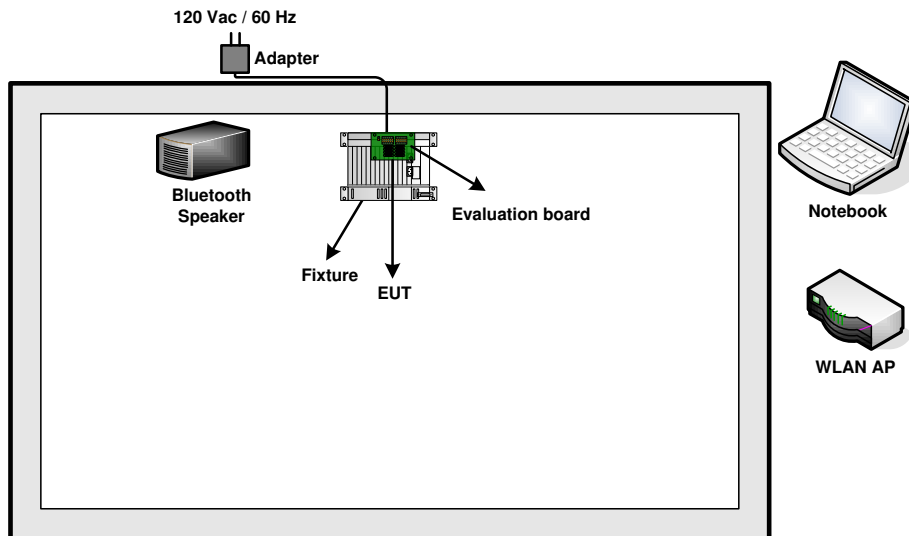 120 Vac / 60 Hz
Adapter
Bluetooth
Speaker
Evaluation board
Fixture
EUT
Notebook
WLAN AP